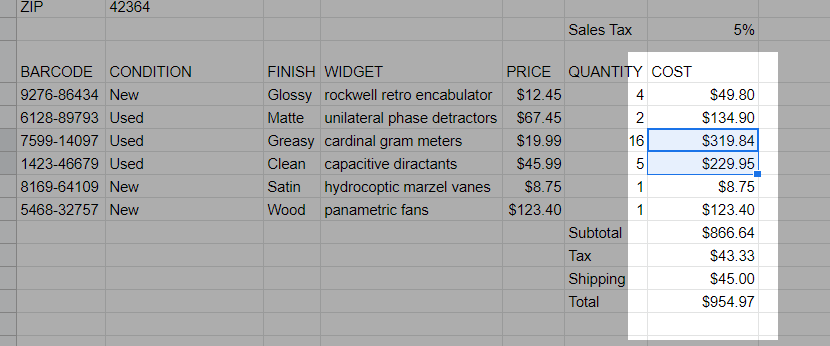 ZIP 42364
Sales Tax 5%
BARCODE CONDITION FINISH WIDGET PRICE QUANTITY COST
9276-86434 New Glossy rockwell retro encabulator $12.45 4 $49.80
6128-89793 Used Matte unilateral phase detractors $67.45 2 $134.90
7599-14097 Used Greasy cardinal gram meters $19.99 16 $319.84
1423-46679 Used Clean capacitive diractants $45.99 5 $229.95
8169-64109 New Satin hydrocoptic marzel vanes $8.75 1 $8.75
5468-32757 New Wood panametric fans $123.40 1 $123.40
Subtotal $866.64
Tax $43.33
Shipping $45.00
Total $954.97